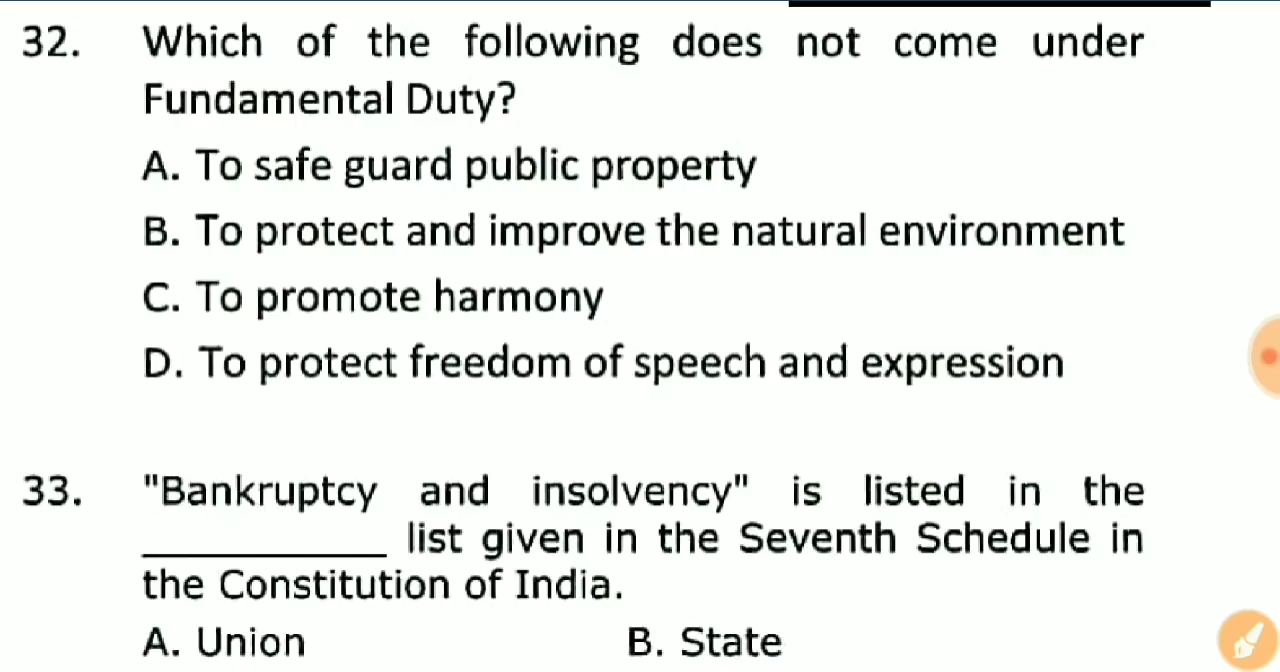 32. Which of the following does not come under
Fundamental Duty?
A. To safe guard public property
B. To protect and improve the natural environment
C. To promote harmony
D. To protect freedom of speech and expression
33. "Bankruptcy and insolvency" is listed in the
____________ list given in the Seventh Schedule in
the Constitution of India.
A. Union B. State